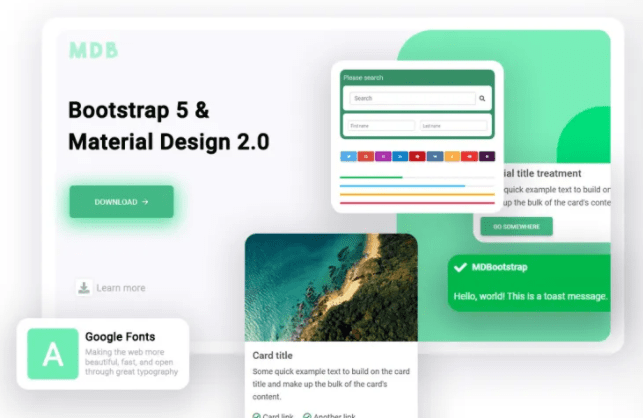 MDB
Bootstrap 5 &
Material Design 2.0
DOWNLOAD →
Learn more
A
Google Fonts
Making the web more
beautiful, fast, and open
through great typography
Please search
Search
First name
Last name
ial title treatment
quick example text to build on
up the bulk of the card's
conte
GO SOMEWHERE
MDBootstrap
Hello, world! This is a toast message.
Card title
Some quick example text to build on the card
title and make up the bulk of the card's
content.
Card link
Another link